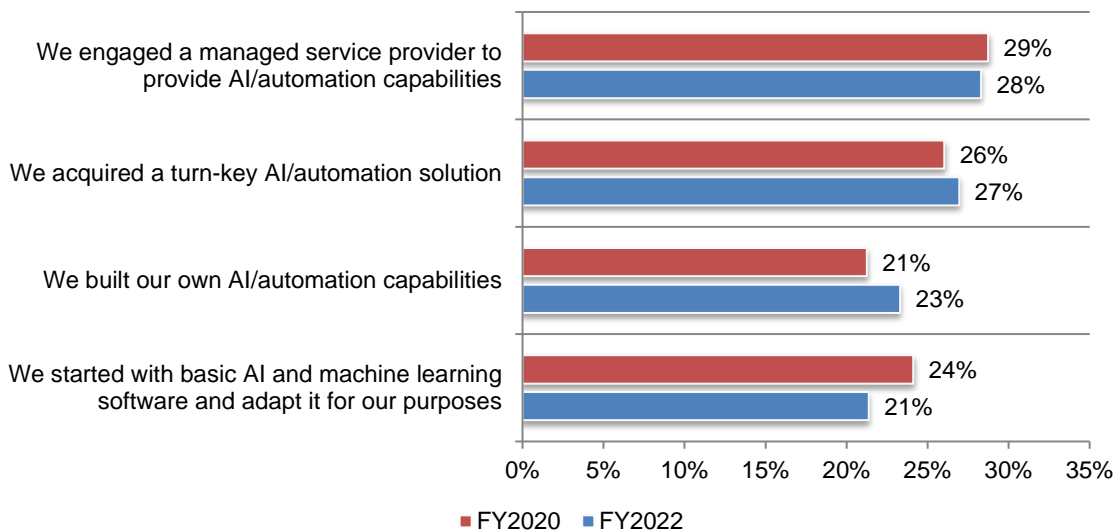 We engaged a managed service provider to
provide AI/automation capabilities
29%
28%
We acquired a turn-key AI/automation solution
26%
27%
We built our own AI/automation capabilities
21%
23%
We started with basic AI and machine learning
software and adapt it for our purposes
24%
21%
0% 5% 10% 15% 20% 25% 30% 35%
FY2020 FY2022